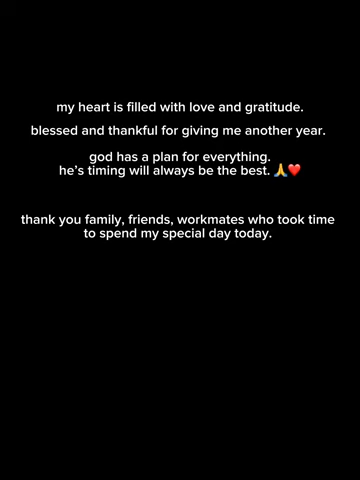 my heart is filled with love and gratitude.
blessed and thankful for giving me another year.
god has a plan for everything.
he's timing will always be the best. 🙏❤️
thank you family, friends, workmates who took time
to spend my special day today.